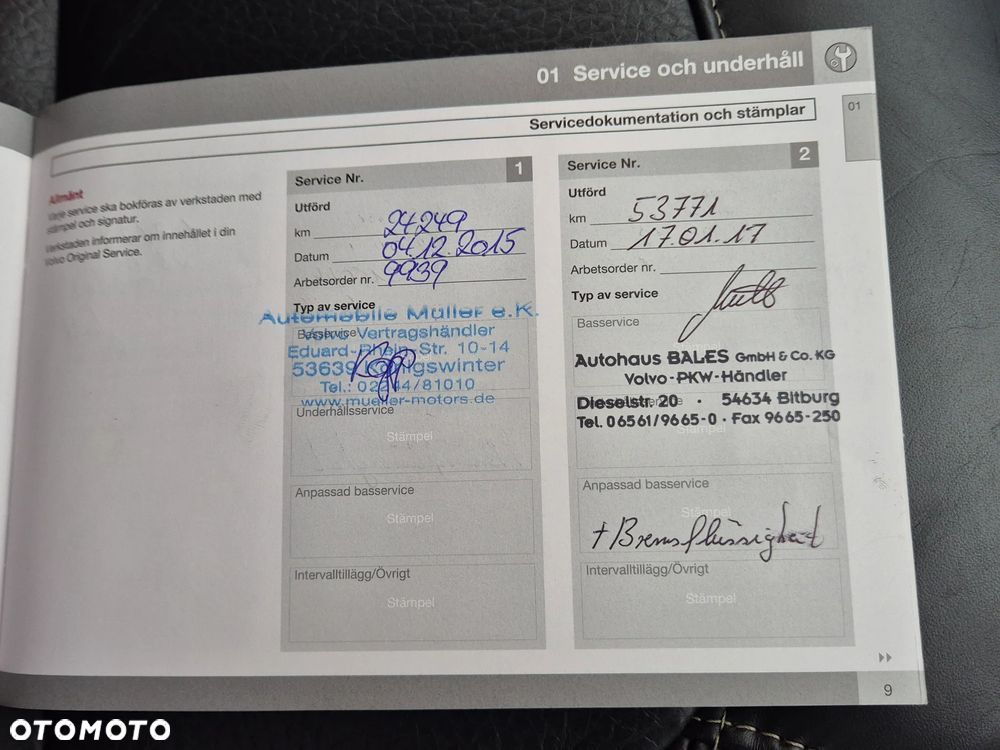 01 Service och underhåll
01
Servicedokumentation och stämplar
Allmänt
Varje service ska bokföras av verkstaden med
stämpel och signatur.
Verkstaden informerar om innehållet i din
Volvo Original Service.
Service Nr. 1
Utförd
km 24249
Datum 04.12.2015
Arbetsorder nr. 9939
Typ av service
Automobile Müller e.K.
Basservice
Volvo Vertragshändler
Eduard-Rhein-Str. 10-14
53639 Königswinter
Tel.: 02244/81010
www.mueller-motors.de
Underhållsservice
Stämpel
Anpassad basservice
Stämpel
Intervalltillägg/Övrigt
Stämpel
Service Nr. 2
Utförd
km 53771
Datum 17.01.17
Arbetsorder nr.
Typ av service
Basservice
Autohaus BALES GmbH & Co. KG
Volvo-PKW-Händler
Dieselstr. 20 · 54634 Bitburg
Tel. 06561/9665-0 · Fax 9665-250
Stämpel
Anpassad basservice
Stämpel
+ Bremsflüssigkeit
Intervalltillägg/Övrigt
Stämpel
9
OTOMOTO